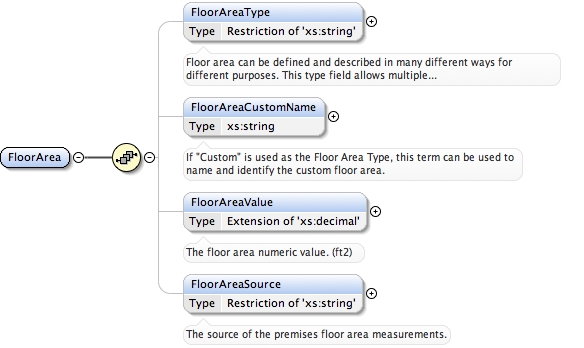 FloorAreaType
Type Restriction of 'xs:string'
Floor area can be defined and described in many different ways for
different purposes. This type field allows multiple...
FloorAreaCustomName
Type xs:string
If "Custom" is used as the Floor Area Type, this term can be used to
name and identify the custom floor area.
FloorArea
FloorAreaValue
Type Extension of 'xs:decimal'
The floor area numeric value. (ft2)
FloorAreaSource
Type Restriction of 'xs:string'
The source of the premises floor area measurements.